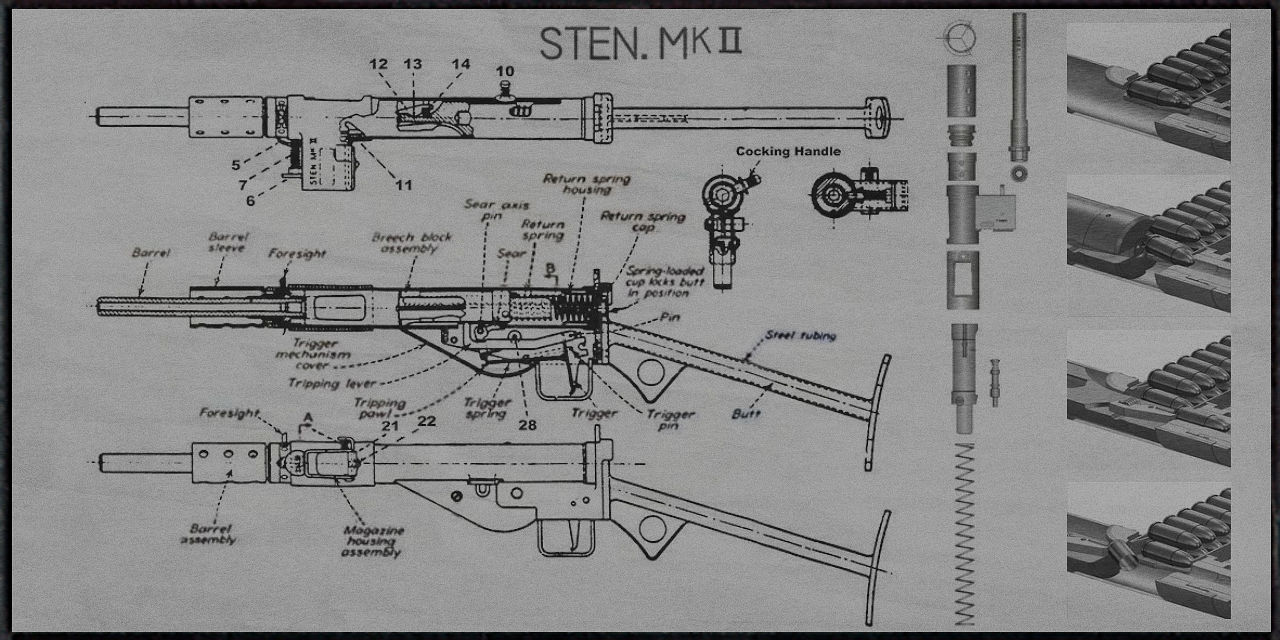 STEN. MK II
12
13
14
10
5
7
6
11
STEN MK II
Cocking Handle
Return spring
housing
Sear axis
pin
Return
spring
Return spring
cap
Barrel
Barrel
sleeve
Foresight
Breech block
assembly
Sear
B
Spring-loaded
cup locks butt
in position
Pin
Steel tubing
Trigger
mechanism
cover
Tripping lever
Tripping
pawl
Trigger
spring
28
Trigger
Trigger
pin
Butt
Foresight
A
21
22
Barrel
assembly
Magazine
housing
assembly